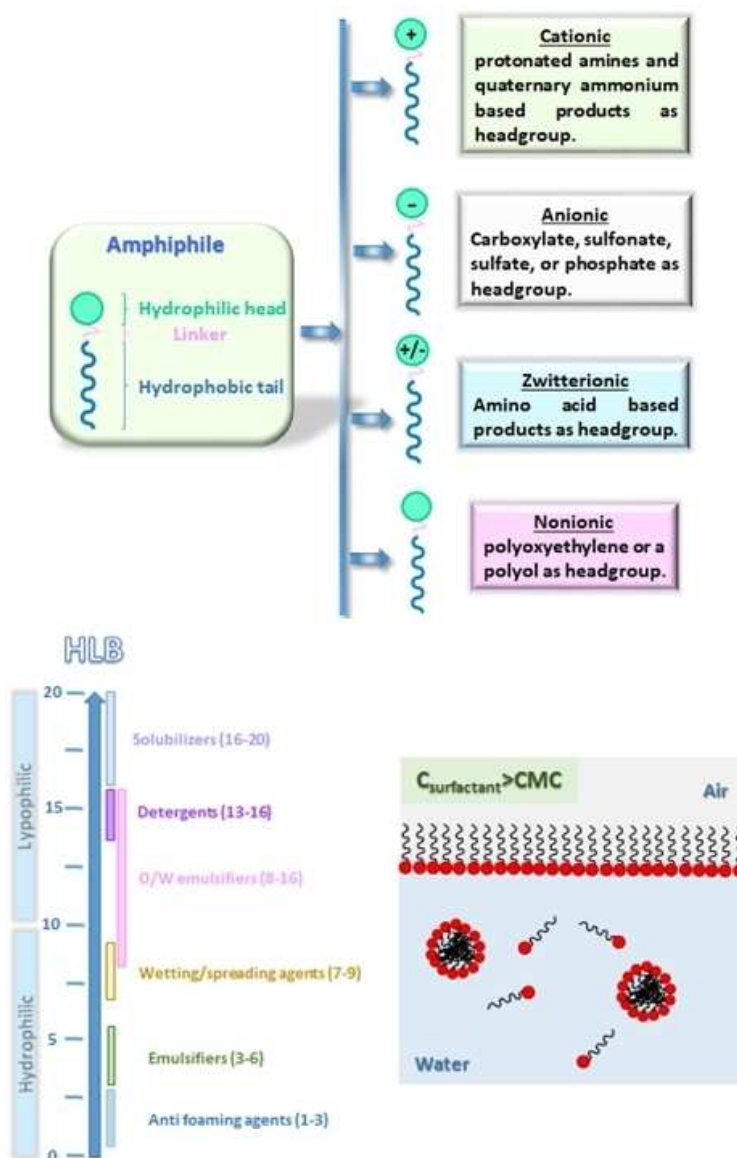 +
Cationic
protonated amines and
quaternary ammonium
based products as
headgroup.
-
Anionic
Carboxylate, sulfonate,
sulfate, or phosphate as
headgroup.
Amphiphile
Hydrophilic head
Linker
Hydrophobic tail
+/-
Zwitterionic
Amino acid based
products as headgroup.
Nonionic
polyoxyethylene or a
polyol as headgroup.
HLB
20
Solubilizers (16-20)
Lypophilic
15
Detergents (13-16)
O/W emulsifiers (8-16)
10
Wetting/spreading agents (7-9)
Hydrophilic
5
Emulsifiers (3-6)
Anti foaming agents (1-3)
0
Csurfactant>CMC
Air
Water